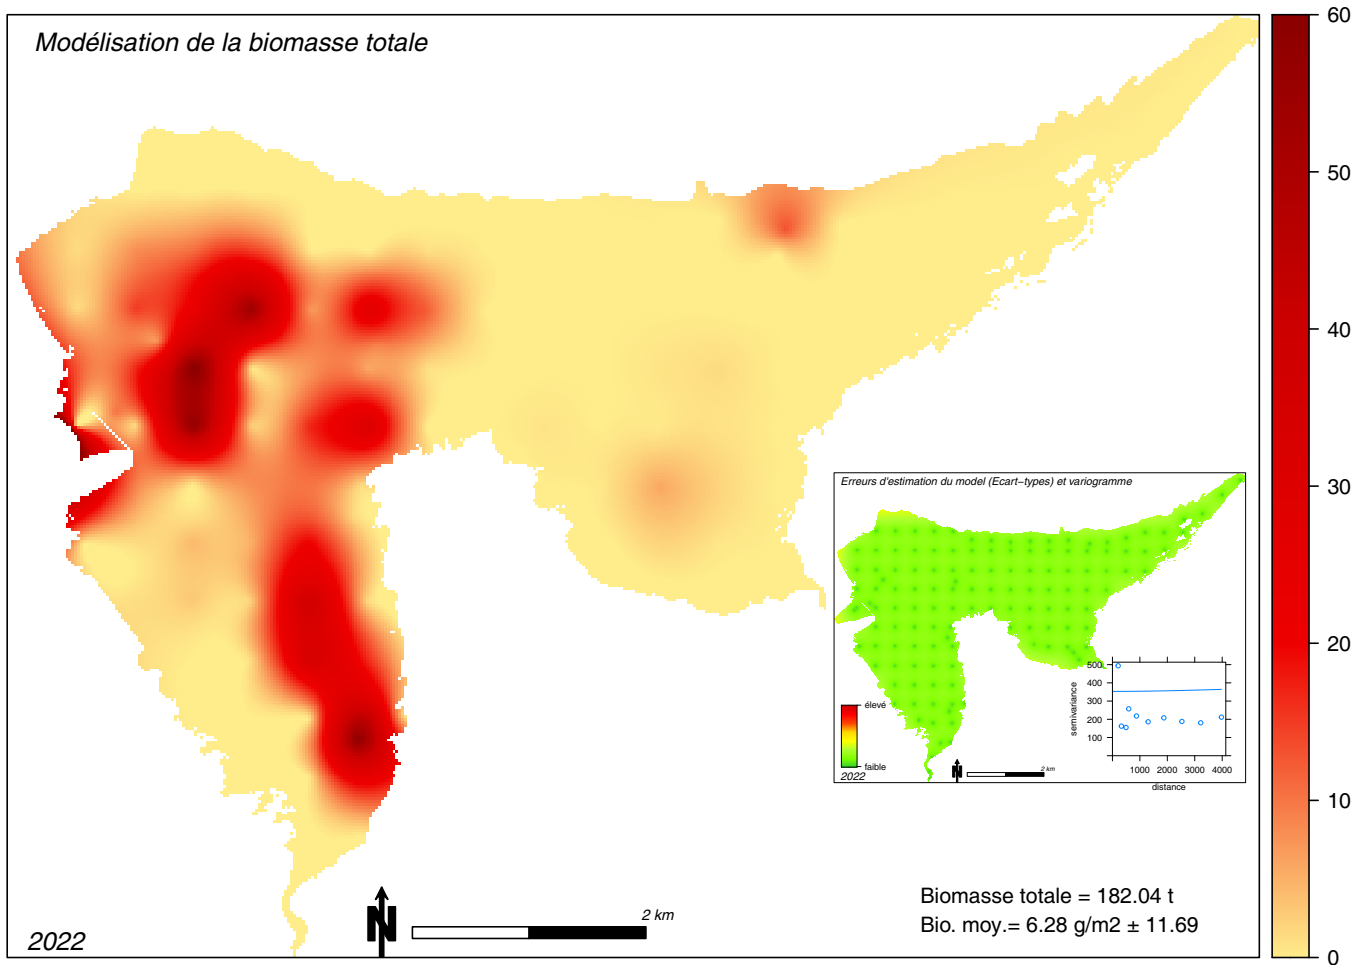 Modélisation de la biomasse totale
60
50
40
30
20
10
0
Erreurs d'estimation du model (Ecart-types) et variogramme
élevé
faible
2022
N
2 km
semivariance
500
400
300
200
100
1000 2000 3000 4000
distance
Biomasse totale = 182.04 t
Bio. moy.= 6.28 g/m2 ± 11.69
2022
N
2 km